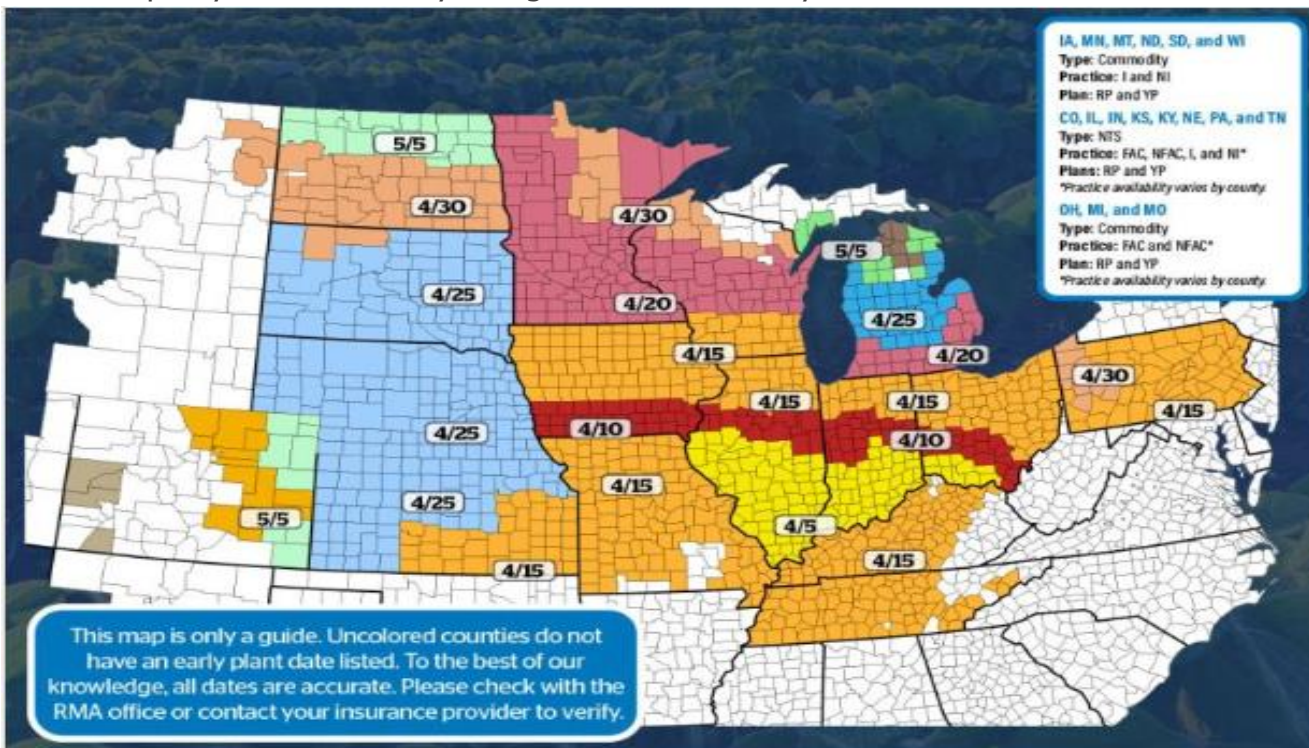 IA, MN, MT, ND, SD, and WI
Type: Commodity
Practice: I and NI
Plan: RP and YP
CO, IL, IN, KS, KY, NE, PA, and TN
Type: NTS
Practice: FAC, NFAC, I, and NI*
Plans: RP and YP
*Practice availability varies by county.
OH, MI, and MO
Type: Commodity
Practice: FAC and NFAC*
Plan: RP and YP
*Practice availability varies by county.
5/5
4/30
4/30
5/5
4/25
4/20
4/25
4/15
4/20
4/30
4/15
4/15
4/15
4/25
4/10
4/10
4/15
4/25
5/5
4/5
4/15
4/15
This map is only a guide. Uncolored counties do not
have an early plant date listed. To the best of our
knowledge, all dates are accurate. Please check with the
RMA office or contact your insurance provider to verify.